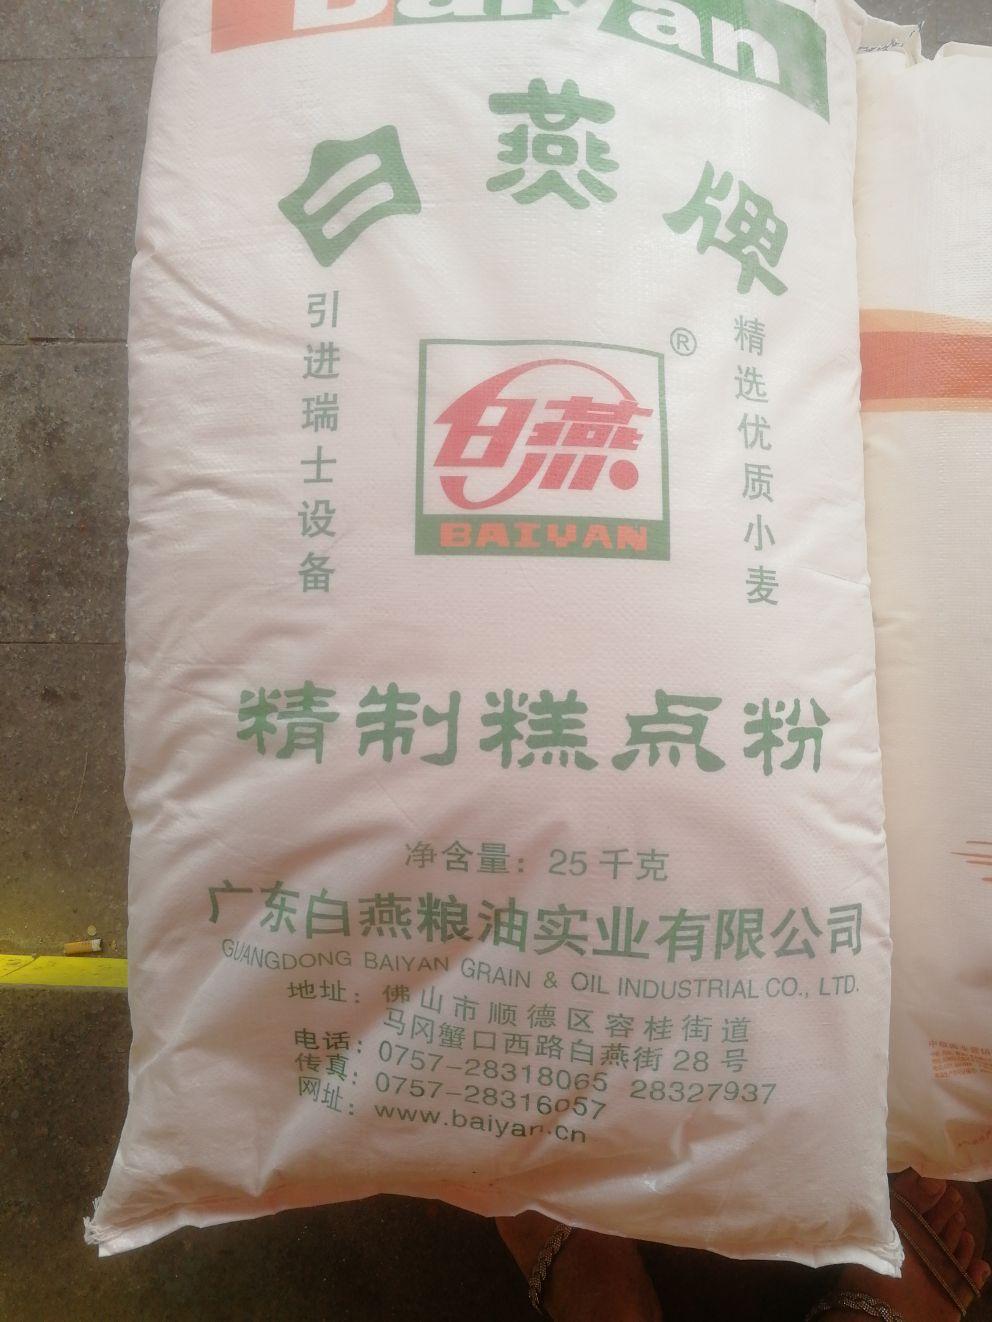 Baiyan
白燕牌
引进瑞士设备
精选优质小麦
®
白燕
BAIYAN
精制糕点粉
净含量：25千克
广东白燕粮油实业有限公司
GUANGDONG BAIYAN GRAIN & OIL INDUSTRIAL CO., LTD.
地址：佛山市顺德区容桂街道
马冈蟹口西路白燕街28号
电话：0757-28318065 28327937
传真：0757-28316057
网址：www.baiyan.cn